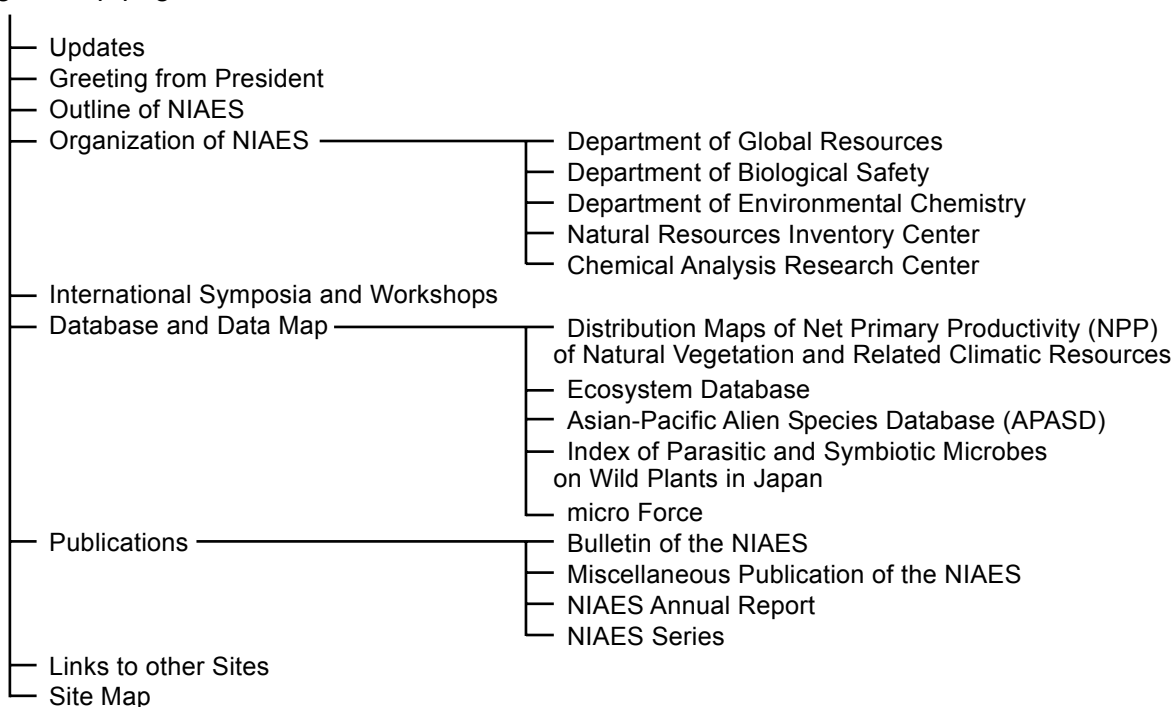 Updates
Greeting from President
Outline of NIAES
Organization of NIAES
Department of Global Resources
Department of Biological Safety
Department of Environmental Chemistry
Natural Resources Inventory Center
Chemical Analysis Research Center
International Symposia and Workshops
Database and Data Map
Distribution Maps of Net Primary Productivity (NPP)
of Natural Vegetation and Related Climatic Resources
Ecosystem Database
Asian-Pacific Alien Species Database (APASD)
Index of Parasitic and Symbiotic Microbes
on Wild Plants in Japan
micro Force
Publications
Bulletin of the NIAES
Miscellaneous Publication of the NIAES
NIAES Annual Report
NIAES Series
Links to other Sites
Site Map